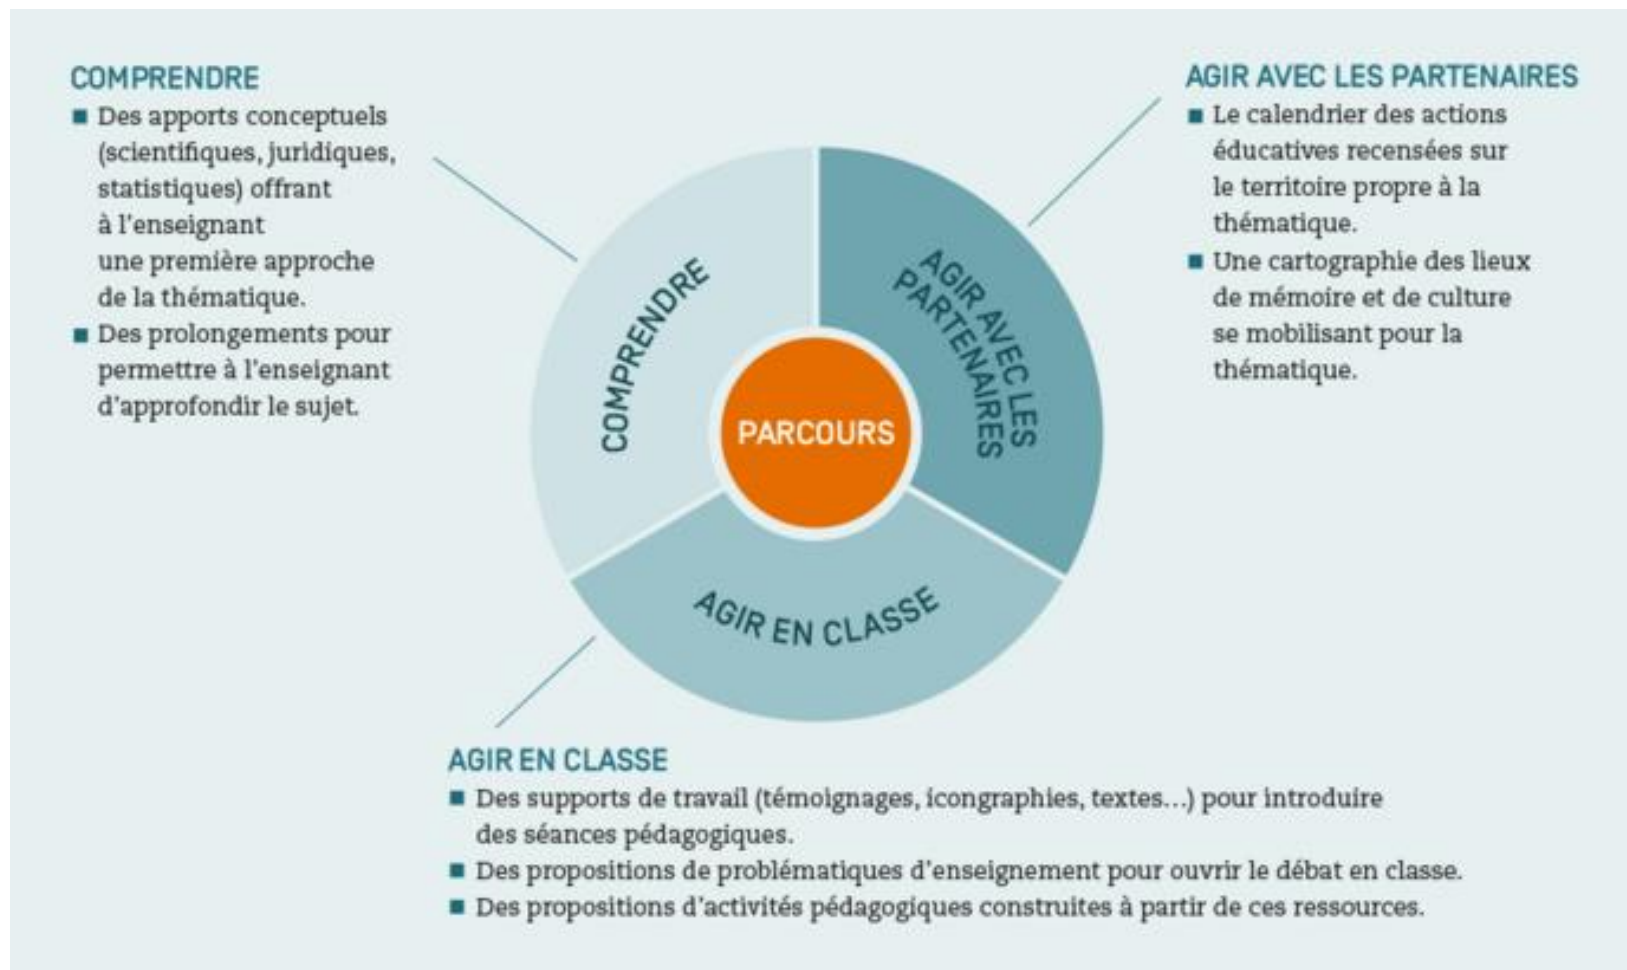 COMPRENDRE
■ Des apports conceptuels
(scientifiques, juridiques,
statistiques) offrant
à l'enseignant
une première approche
de la thématique.
■ Des prolongements pour
permettre à l'enseignant
d'approfondir le sujet.
AGIR AVEC LES PARTENAIRES
■ Le calendrier des actions
éducatives recensées sur
le territoire propre à la
thématique.
■ Une cartographie des lieux
de mémoire et de culture
se mobilisant pour la
thématique.
COMPRENDRE
AGIR AVEC LES
PARTENAIRES
PARCOURS
AGIR EN CLASSE
AGIR EN CLASSE
■ Des supports de travail (témoignages, icongraphies, textes...) pour introduire
des séances pédagogiques.
■ Des propositions de problématiques d'enseignement pour ouvrir le débat en classe.
■ Des propositions d'activités pédagogiques construites à partir de ces ressources.